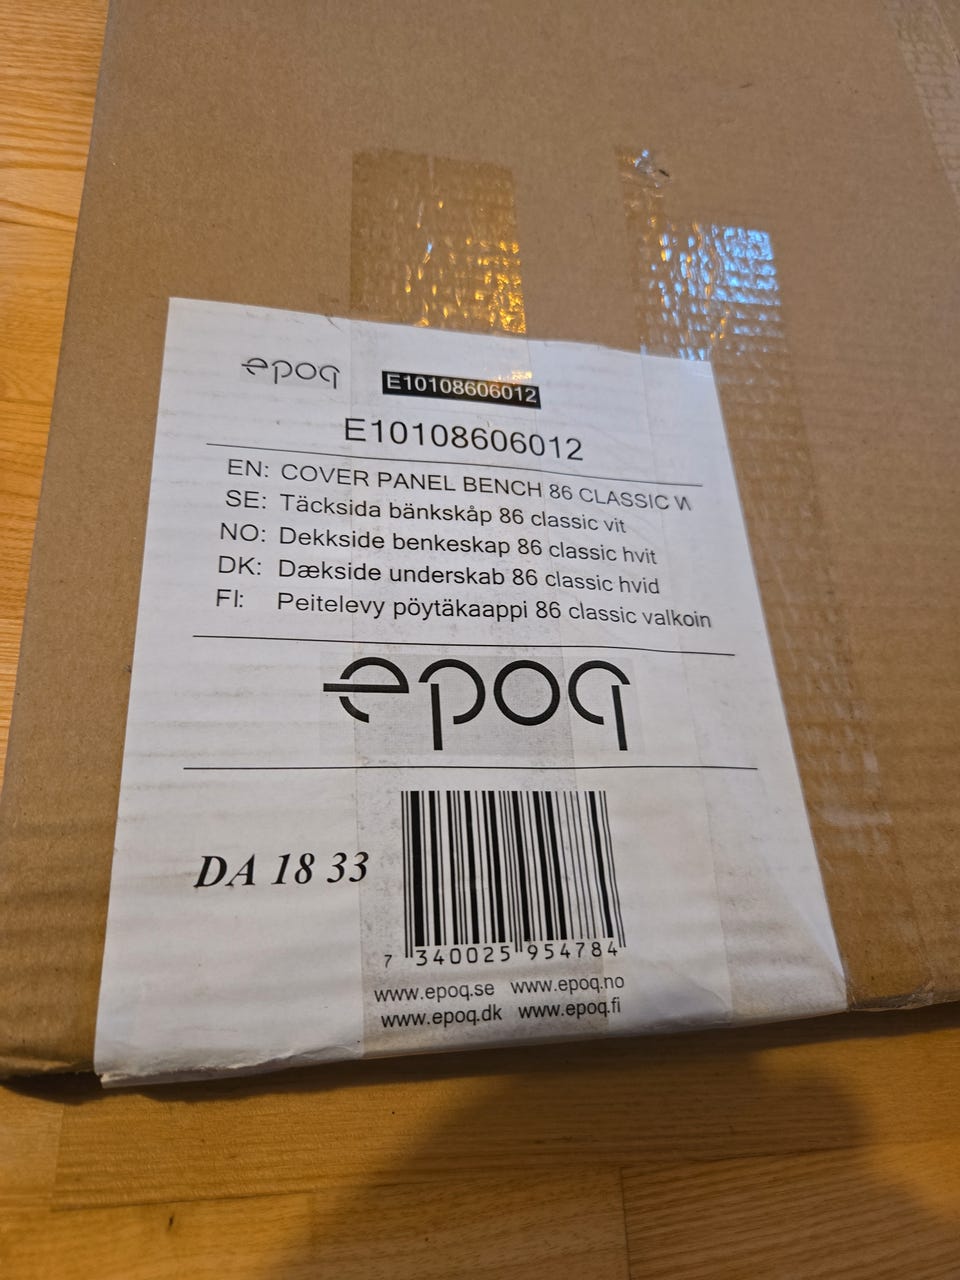 epoq
E10108606012
E10108606012
EN: COVER PANEL BENCH 86 CLASSIC
SE: Täcksida bänkskåp 86 classic vit
NO: Dekkside benkeskap 86 classic hvit
DK: Dækside underskab 86 classic hvid
FI: Peitelevy pöytäkaappi 86 classic valkoin
epoq
DA 18 33
7 340025 954784
www.epoq.se www.epoq.no
www.epoq.dk www.epoq.fi